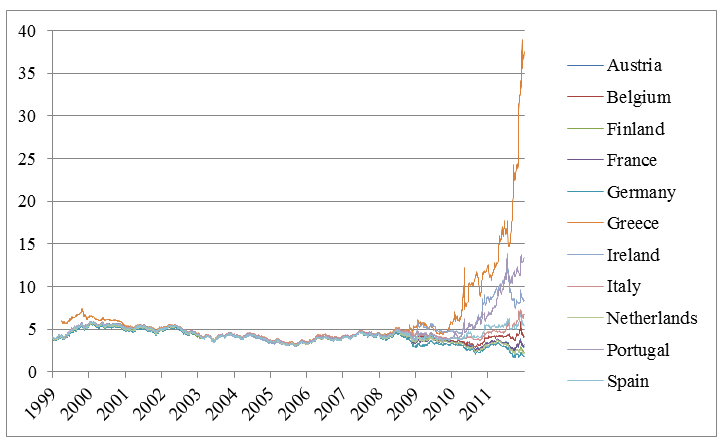 40
35
30
25
20
15
10
5
0
1999
2000
2001
2002
2003
2004
2005
2006
2007
2008
2009
2010
2011
Austria
Belgium
Finland
France
Germany
Greece
Ireland
Italy
Netherlands
Portugal
Spain